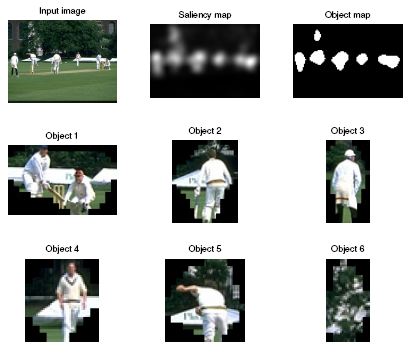 Input image
Saliency map
Object map
Object 1
Object 2
Object 3
Object 4
Object 5
Object 6